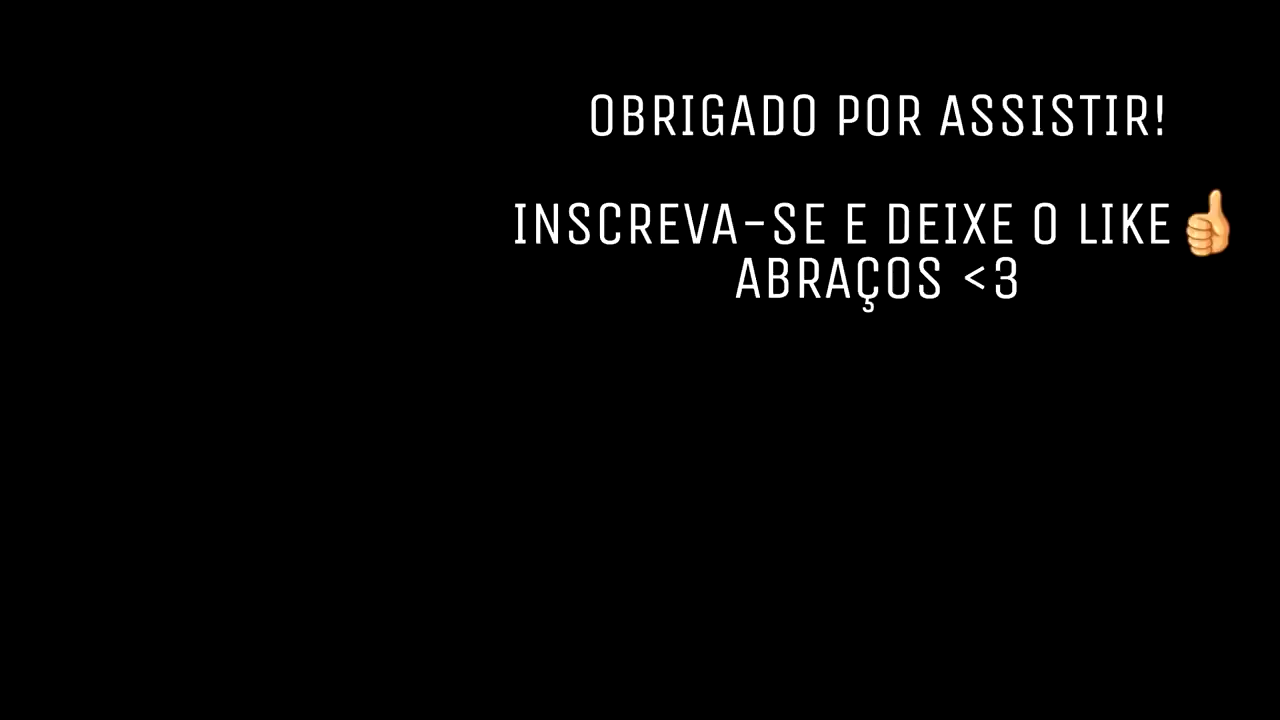 OBRIGADO POR ASSISTIR!
INSCREVA-SE E DEIXE O LIKE👍
ABRAÇOS <3